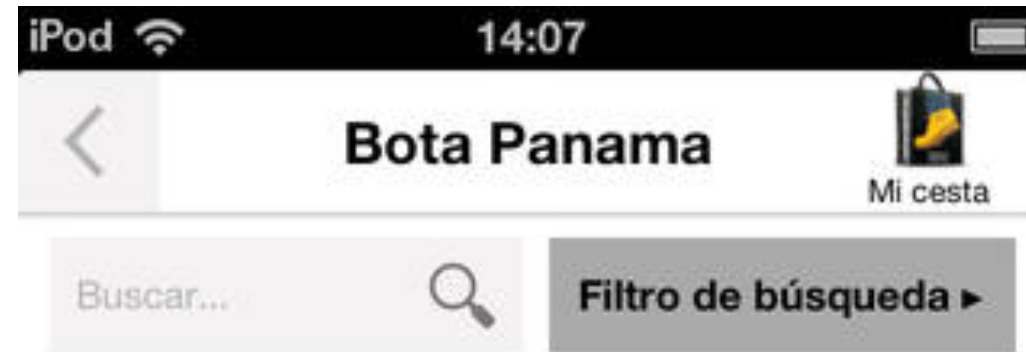 iPod 14:07
Bota Panama
Mi cesta
Buscar... Filtro de búsqueda ▸